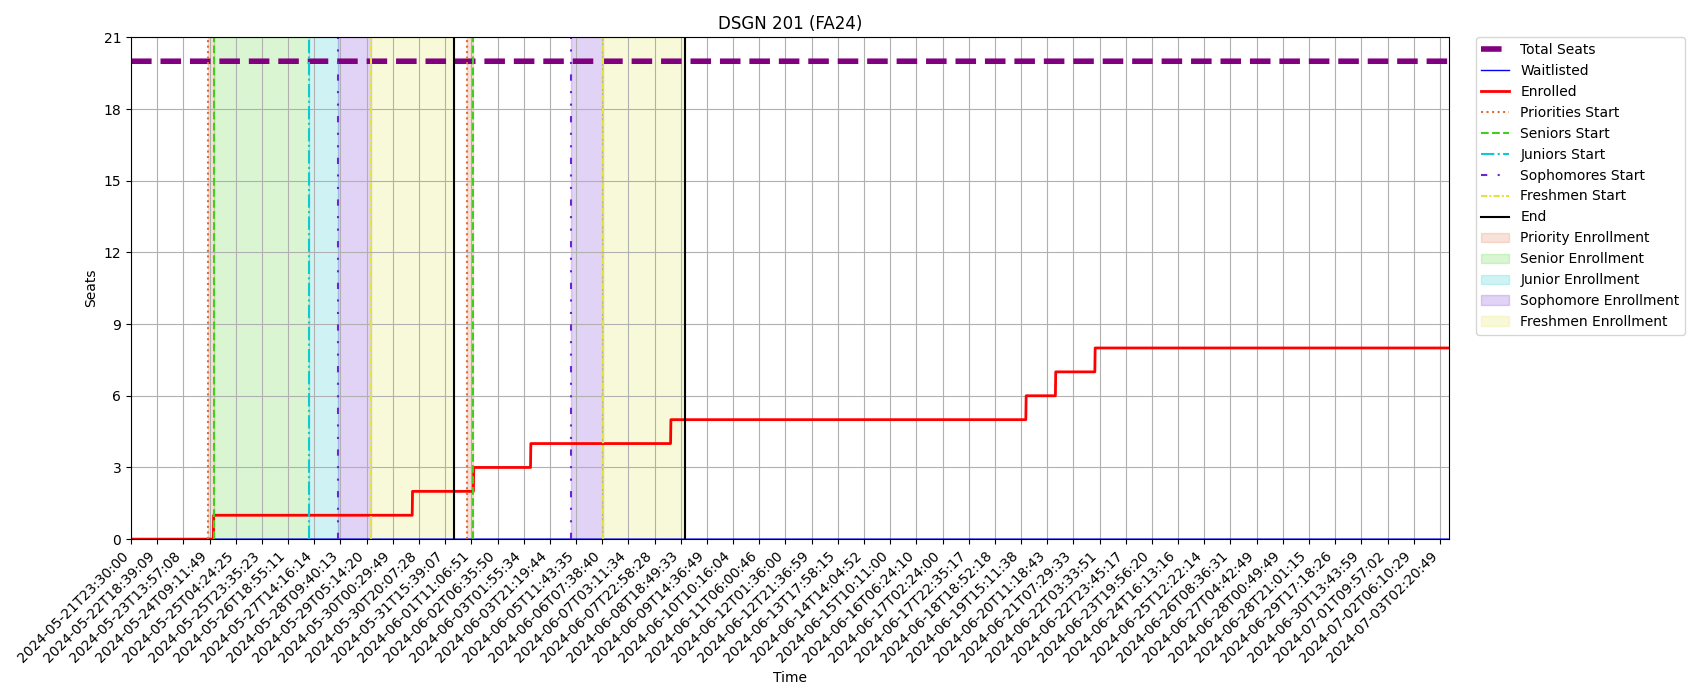 DSGN 201 (FA24)
21
18
15
12
9
6
3
0
Seats
Total Seats
Waitlisted
Enrolled
Priorities Start
Seniors Start
Juniors Start
Sophomores Start
Freshmen Start
End
Priority Enrollment
Senior Enrollment
Junior Enrollment
Sophomore Enrollment
Freshmen Enrollment
2024-05-21T23:30:00
2024-05-22T18:39:09
2024-05-23T13:57:08
2024-05-24T09:11:49
2024-05-25T04:24:25
2024-05-25T23:35:23
2024-05-26T18:55:11
2024-05-27T14:16:14
2024-05-28T09:40:13
2024-05-29T05:14:20
2024-05-30T00:29:49
2024-05-30T20:07:28
2024-05-31T15:39:07
2024-06-01T11:06:51
2024-06-02T06:35:50
2024-06-03T01:55:34
2024-06-03T21:19:44
2024-06-05T11:43:35
2024-06-06T07:38:40
2024-06-07T03:11:34
2024-06-07T22:58:28
2024-06-08T18:49:33
2024-06-09T14:36:49
2024-06-10T10:16:04
2024-06-11T06:00:46
2024-06-12T01:36:00
2024-06-12T21:36:59
2024-06-13T17:58:15
2024-06-14T14:04:52
2024-06-15T10:11:00
2024-06-16T06:24:10
2024-06-17T02:24:00
2024-06-17T22:35:17
2024-06-18T18:52:18
2024-06-19T15:11:38
2024-06-20T11:18:43
2024-06-21T07:29:33
2024-06-22T03:33:51
2024-06-22T23:45:17
2024-06-23T19:56:20
2024-06-24T16:13:16
2024-06-25T12:22:14
2024-06-26T08:36:31
2024-06-27T04:42:49
2024-06-28T00:49:49
2024-06-28T21:01:15
2024-06-29T17:18:26
2024-06-30T13:43:59
2024-07-01T09:57:02
2024-07-02T06:10:29
2024-07-03T02:20:49
Time